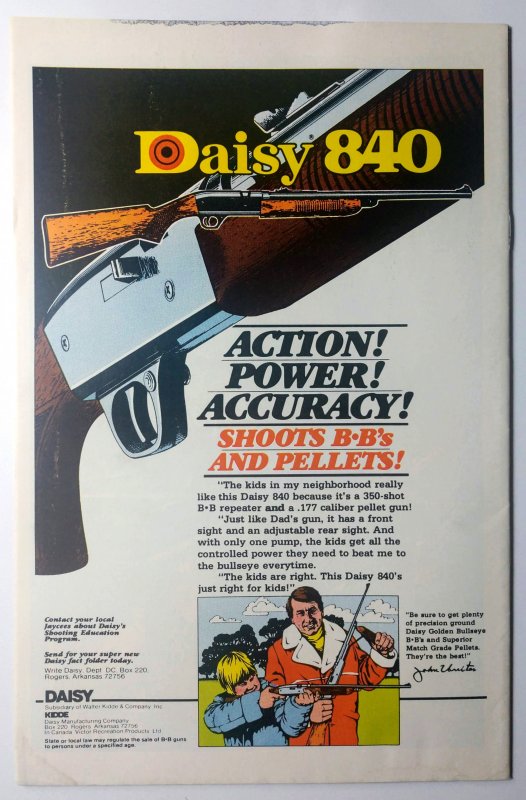 Daisy® 840
ACTION!
POWER!
ACCURACY!
SHOOTS B•B's
AND PELLETS!
"The kids in my neighborhood really
like this Daisy 840 because it's a 350-shot
B•B repeater and a .177 caliber pellet gun!
"Just like Dad's gun, it has a front
sight and an adjustable rear sight. And
with only one pump, the kids get all the
controlled power they need to beat me to
the bullseye everytime.
"The kids are right. This Daisy 840's
just right for kids!"
"Be sure to get plenty
of precision ground
Daisy Golden Bullseye
B•B's and Superior
Match Grade Pellets.
They're the best!"
Contact your local
Jaycees about Daisy's
Shooting Education
Program.
Send for your super new
Daisy fact folder today.
Write Daisy, Dept. DC, Box 220,
Rogers, Arkansas 72756
DAISY
Subsidiary of Walter Kidde & Company, Inc.
KIDDE
Daisy Manufacturing Company
Box 220, Rogers, Arkansas 72756
In Canada: Victor Recreation Products Ltd.
State or local law may regulate the sale of B•B guns
to persons under a specified age.